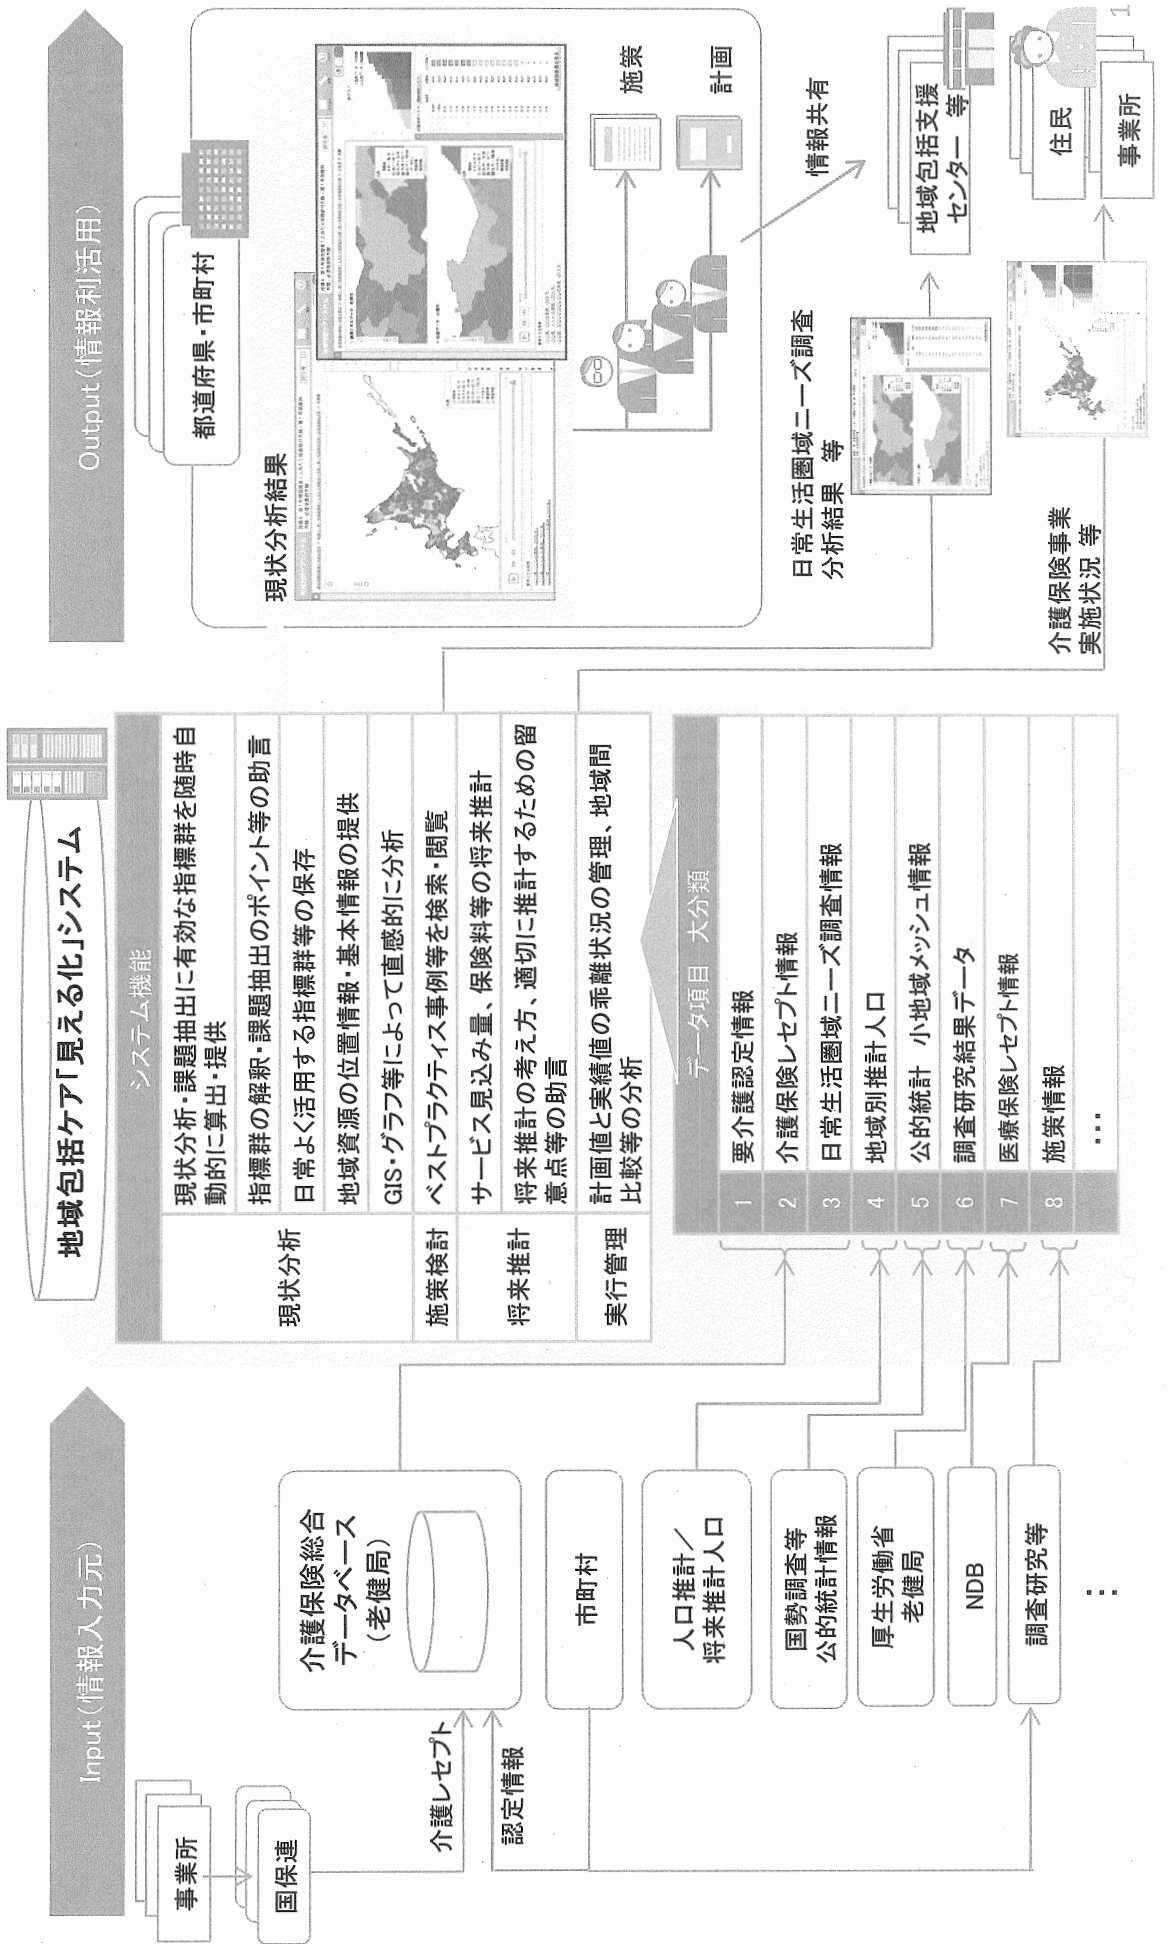 Input(情報入力元)
事業所
国保連
介護レセプト
認定情報
介護保険総合
データベース
(老健局)
市町村
人口推計／
将来推計人口
国勢調査等
公的統計情報
厚生労働省
老健局
NDB
調査研究等
⋮
地域包括ケア「見える化」システム
システム機能
現状分析
現状分析・課題抽出に有効な指標群を随時自
動的に算出・提供
指標群の解釈・課題抽出のポイント等の助言
日常よく活用する指標群等の保存
地域資源の位置情報・基本情報の提供
GIS・グラフ等によって直感的に分析
施策検討
ベストプラクティス事例等を検索・閲覧
将来推計
サービス見込み量、保険料等の将来推計
将来推計の考え方、適切に推計するための留
意点等の助言
実行管理
計画値と実績値の乖離状況の管理、地域間
比較等の分析
データ項目　大分類
1 要介護認定情報
2 介護保険レセプト情報
3 日常生活圏域ニーズ調査情報
4 地域別推計人口
5 公的統計　小地域メッシュ情報
6 調査研究結果データ
7 医療保険レセプト情報
8 施策情報
…
Output(情報利活用)
都道府県・市町村
現状分析結果
施策
計画
情報共有
日常生活圏域ニーズ調査
分析結果 等
地域包括支援
センター 等
介護保険事業
実施状況 等
住民
事業所
1